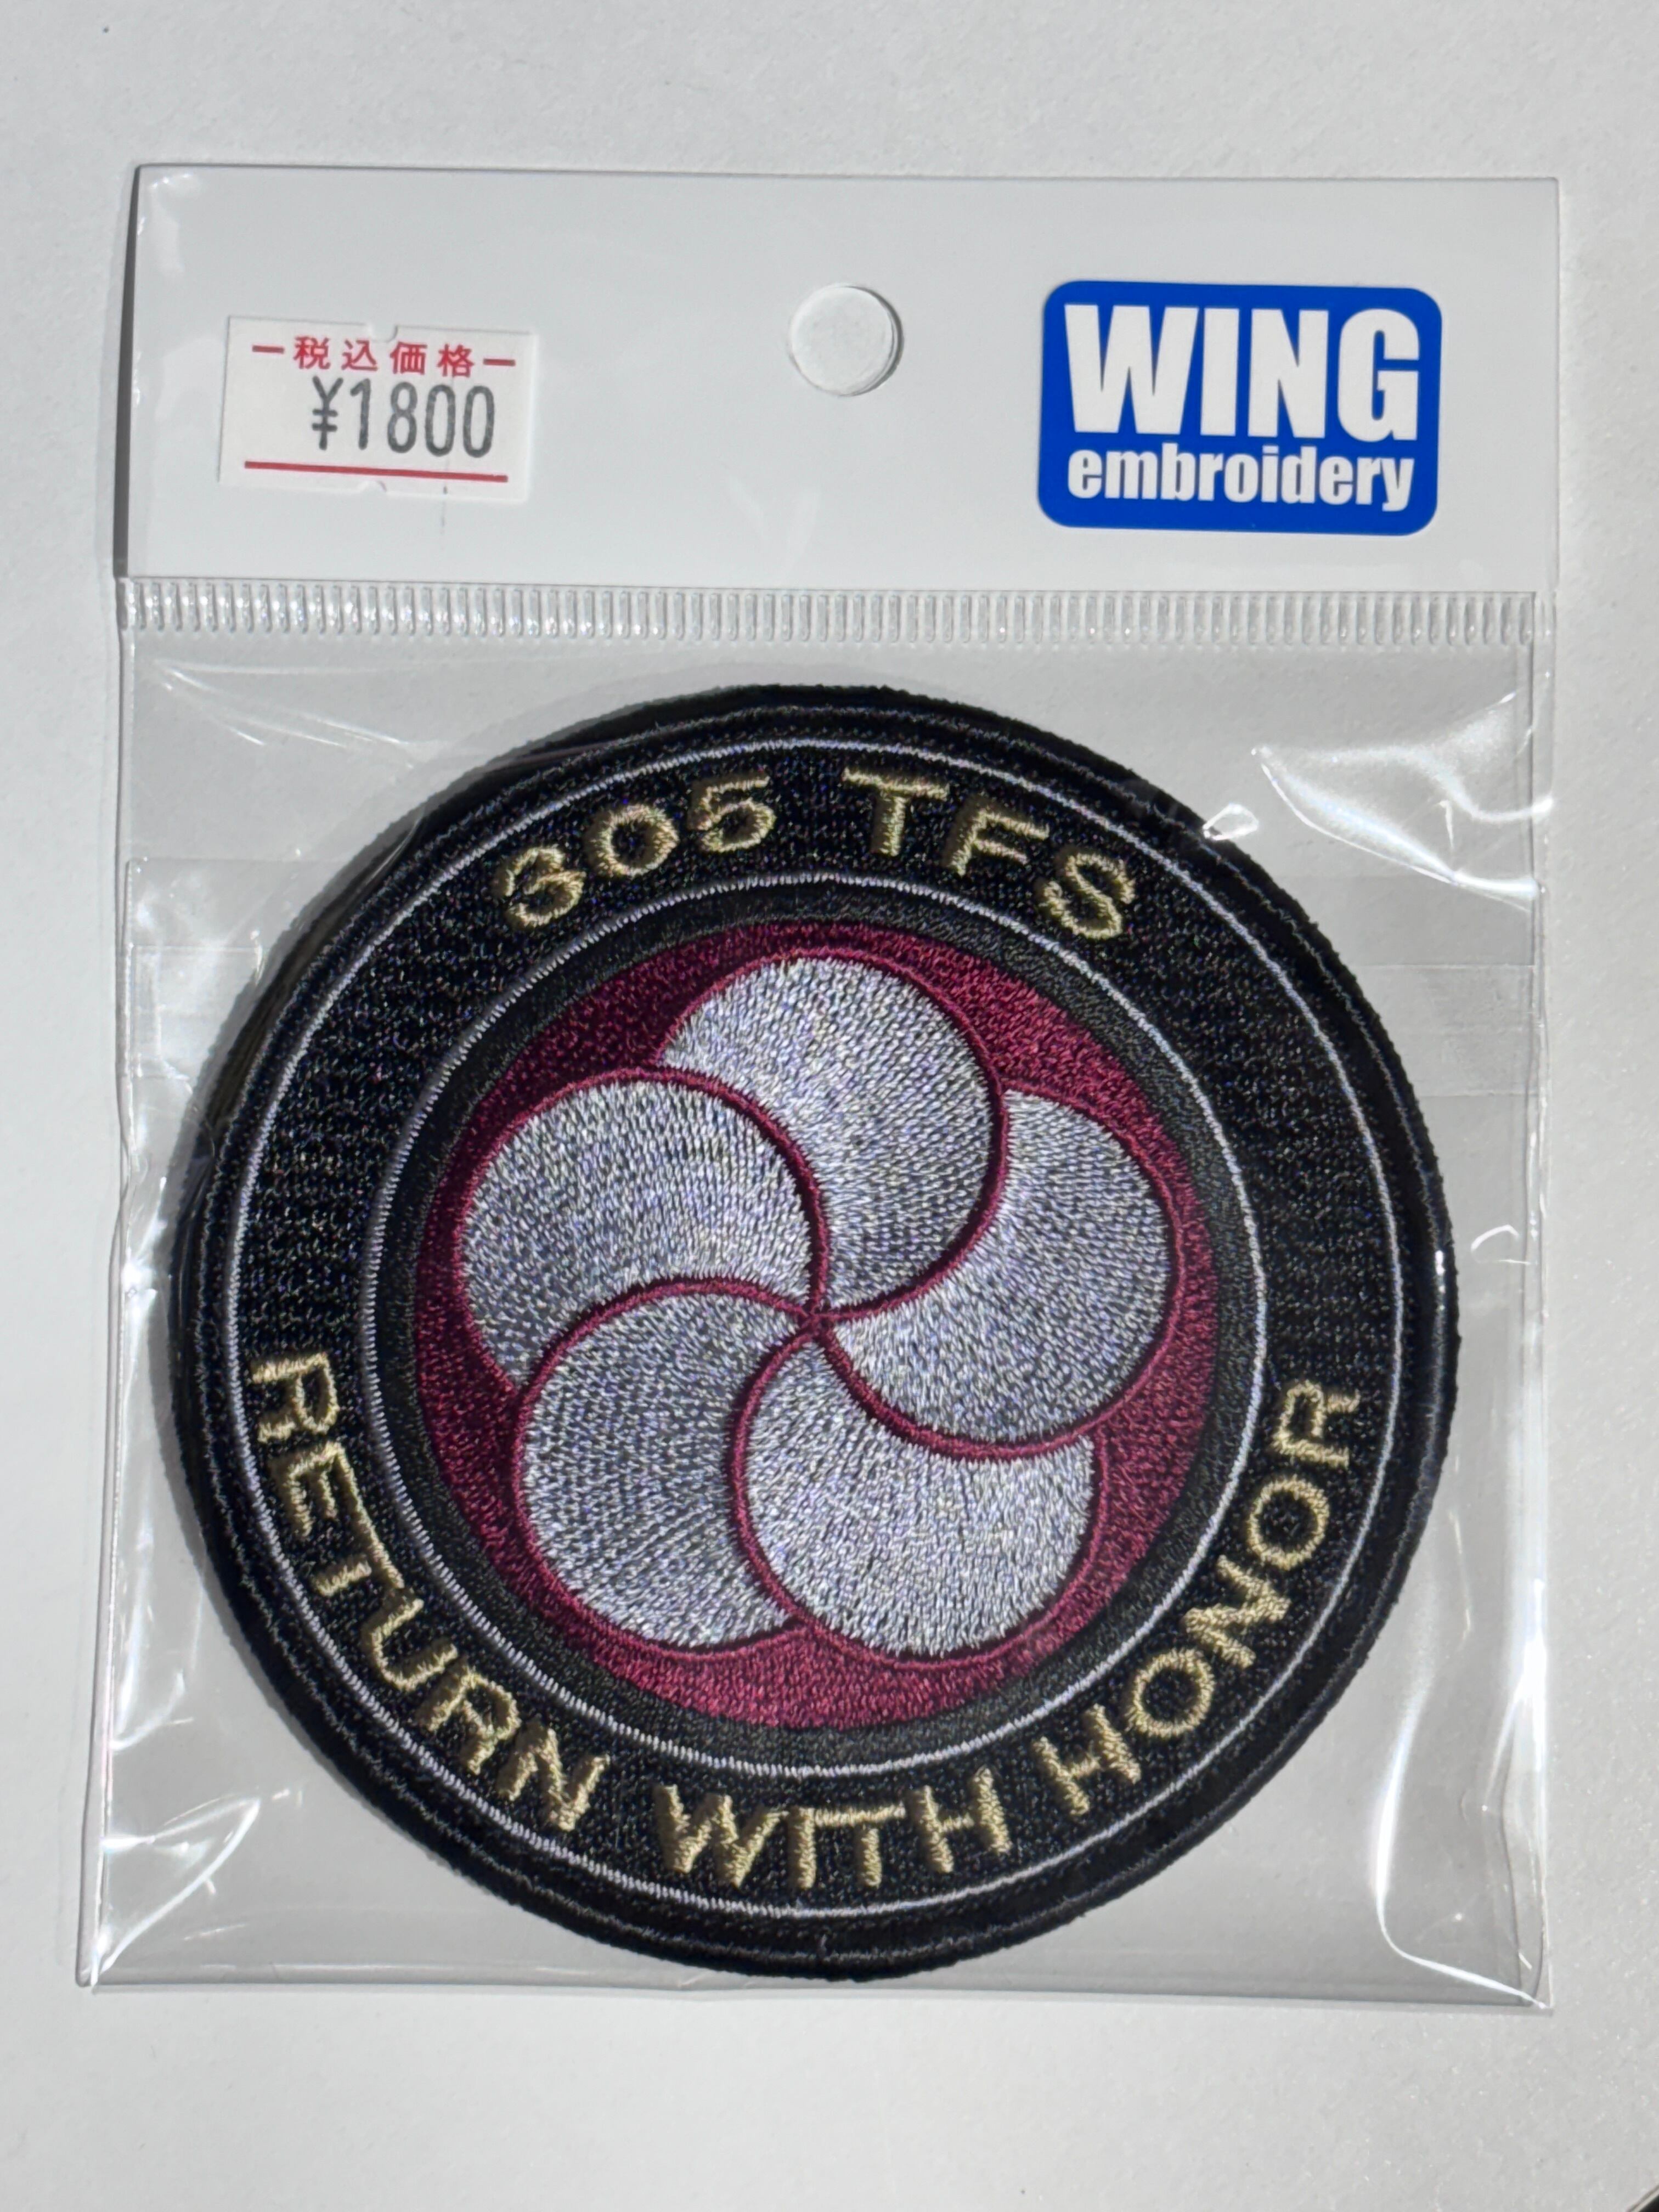 税込価格
¥1800
WING
embroidery
305 TFS
RETURN WITH HONOR